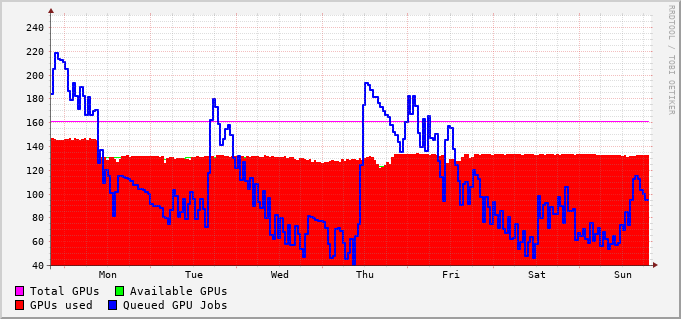 RRDTOOL / TOBI OETIKER
240
220
200
180
160
140
120
100
80
60
40
Mon Tue Wed Thu Fri Sat Sun
Total GPUs Available GPUs
GPUs used Queued GPU Jobs